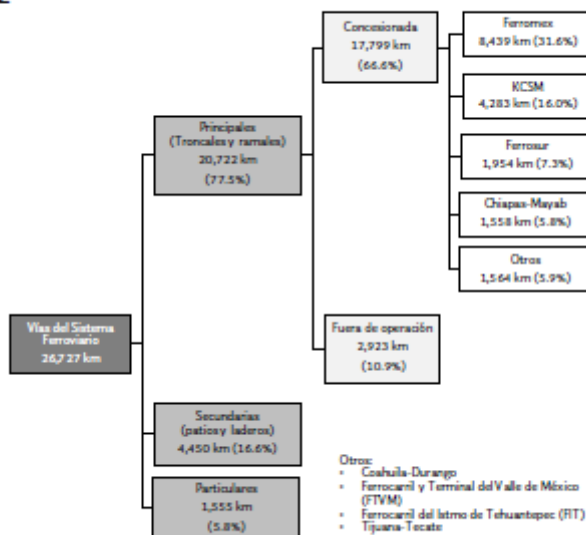 Vías del Sistema
Ferroviario
26,727 km
Principales
(Troncales y ramales)
20,722 km
(77.5%)
Secundarias
(patios y laderos)
4,450 km (16.6%)
Particulares
1,555 km
(5.8%)
Concesionada
17,799 km
(66.6%)
Fuera de operación
2,923 km
(10.9%)
Ferromex
8,439 km (31.6%)
KCSM
4,283 km (16.0%)
Ferrosur
1,954 km (7.3%)
Chiapas-Mayab
1,558 km (5.8%)
Otros
1,564 km (5.9%)
Otros:
• Coahuila-Durango
• Ferrocarril y Terminal del Valle de México
(FTVM)
• Ferrocarril del Istmo de Tehuantepec (FIT)
• Tijuana-Tecate